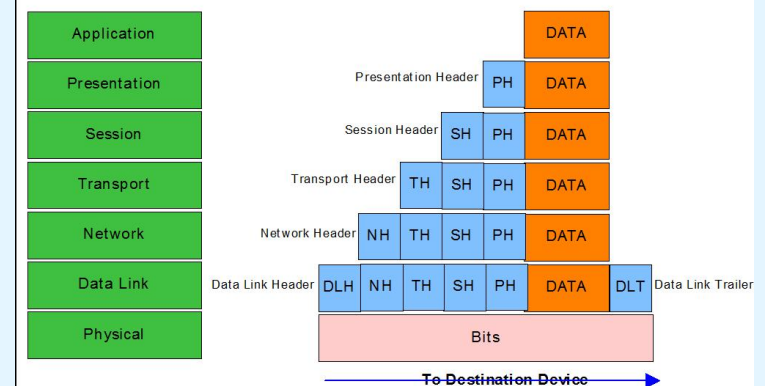 Application DATA
Presentation Presentation Header PH DATA
Session Session Header SH PH DATA
Transport Transport Header TH SH PH DATA
Network Network Header NH TH SH PH DATA
Data Link Data Link Header DLH NH TH SH PH DATA DLT Data Link Trailer
Physical Bits
To Destination Device